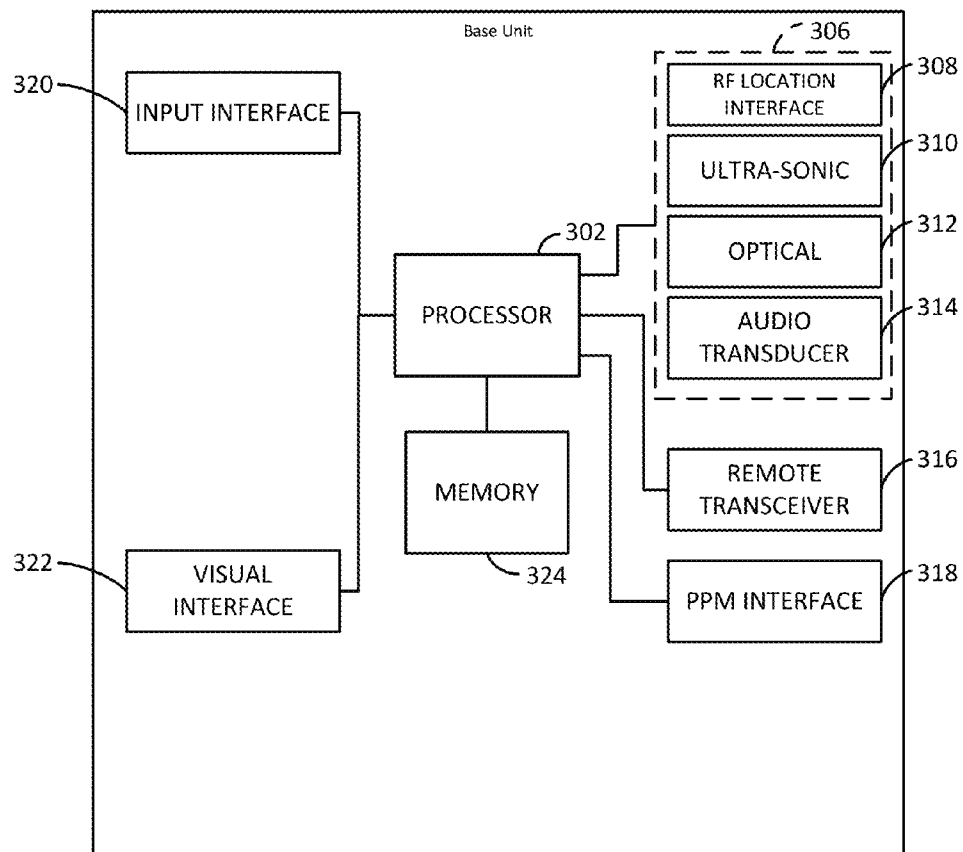 Base Unit
306
320
INPUT INTERFACE
RF LOCATION
INTERFACE
308
ULTRA-SONIC
310
302
OPTICAL
312
PROCESSOR
AUDIO
TRANSDUCER
314
MEMORY
324
REMOTE
TRANSCEIVER
316
322
VISUAL
INTERFACE
PPM INTERFACE
318